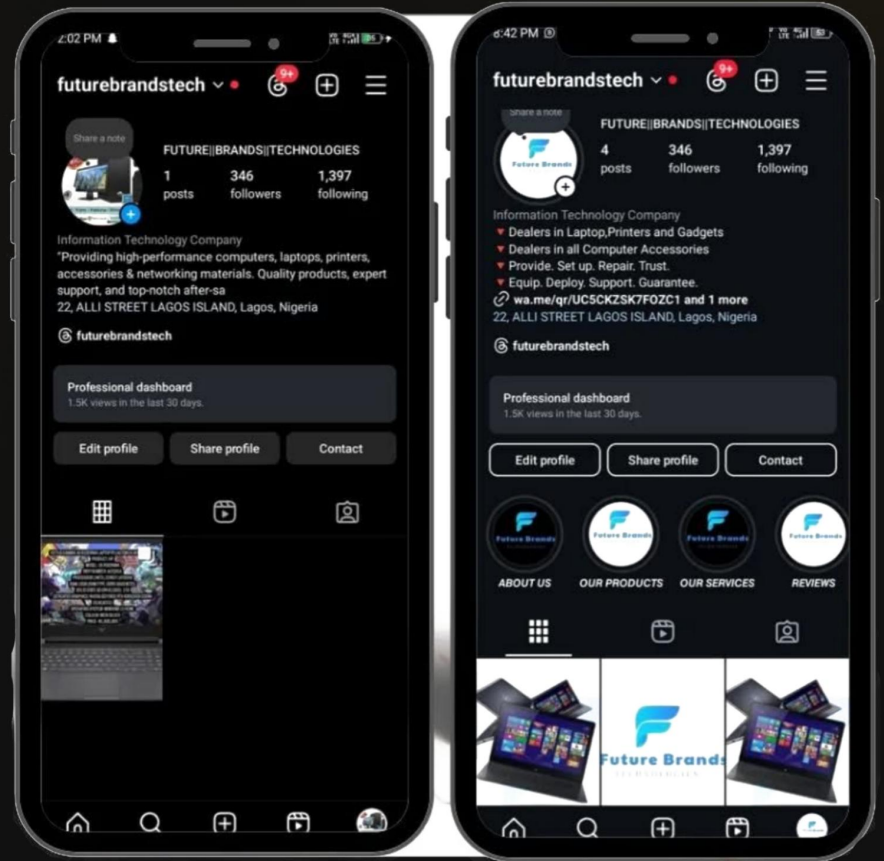 2:02 PM
futurebrandstech
9+
Share a note
FUTURE||BRANDS||TECHNOLOGIES
1 346 1,397
posts followers following
Information Technology Company
"Providing high-performance computers, laptops, printers,
accessories & networking materials. Quality products, expert
support, and top-notch after-sa
22, ALLI STREET LAGOS ISLAND, Lagos, Nigeria
futurebrandstech
Professional dashboard
1.5K views in the last 30 days.
Edit profile Share profile Contact
8:42 PM
futurebrandstech
9+
Share a note
Future Brands
FUTURE||BRANDS||TECHNOLOGIES
4 346 1,397
posts followers following
Information Technology Company
Dealers in Laptop,Printers and Gadgets
Dealers in all Computer Accessories
Provide. Set up. Repair. Trust.
Equip. Deploy. Support. Guarantee.
wa.me/qr/UC5CKZSK7FOZC1 and 1 more
22, ALLI STREET LAGOS ISLAND, Lagos, Nigeria
futurebrandstech
Professional dashboard
1.5K views in the last 30 days.
Edit profile Share profile Contact
Future Brands Future Brands Future Brands Future Brands
ABOUT US OUR PRODUCTS OUR SERVICES REVIEWS
Future Brands
TECHNOLOGIES